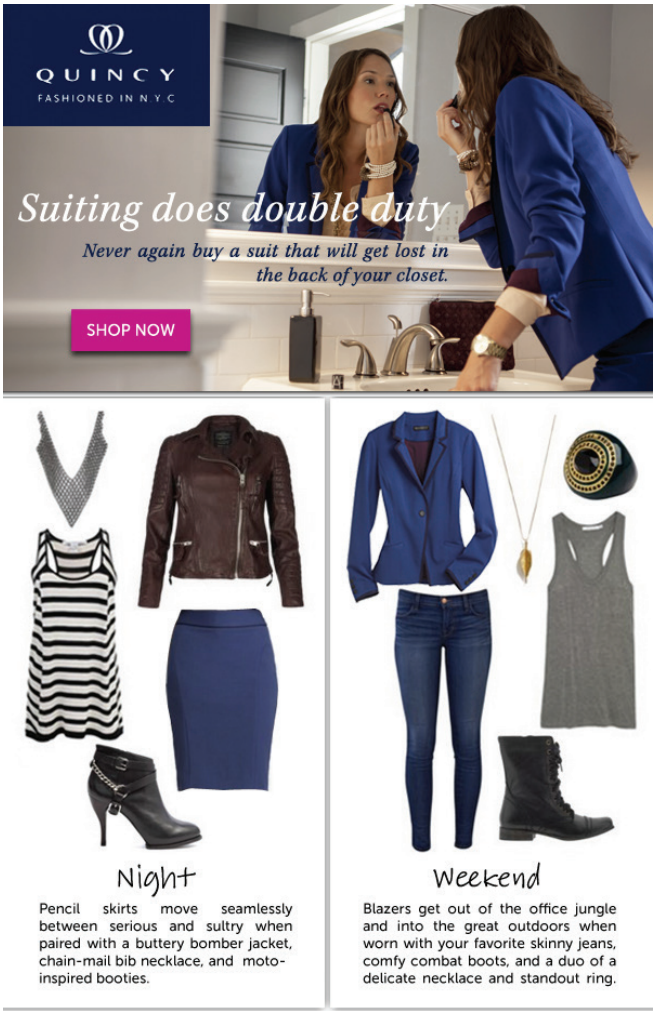 QUINCY
FASHIONED IN N.Y.C
Suiting does double duty
Never again buy a suit that will get lost in
the back of your closet.
SHOP NOW
Night
Pencil skirts move seamlessly
between serious and sultry when
paired with a buttery bomber jacket,
chain-mail bib necklace, and moto-
inspired booties.
Weekend
Blazers get out of the office jungle
and into the great outdoors when
worn with your favorite skinny jeans,
comfy combat boots, and a duo of a
delicate necklace and standout ring.